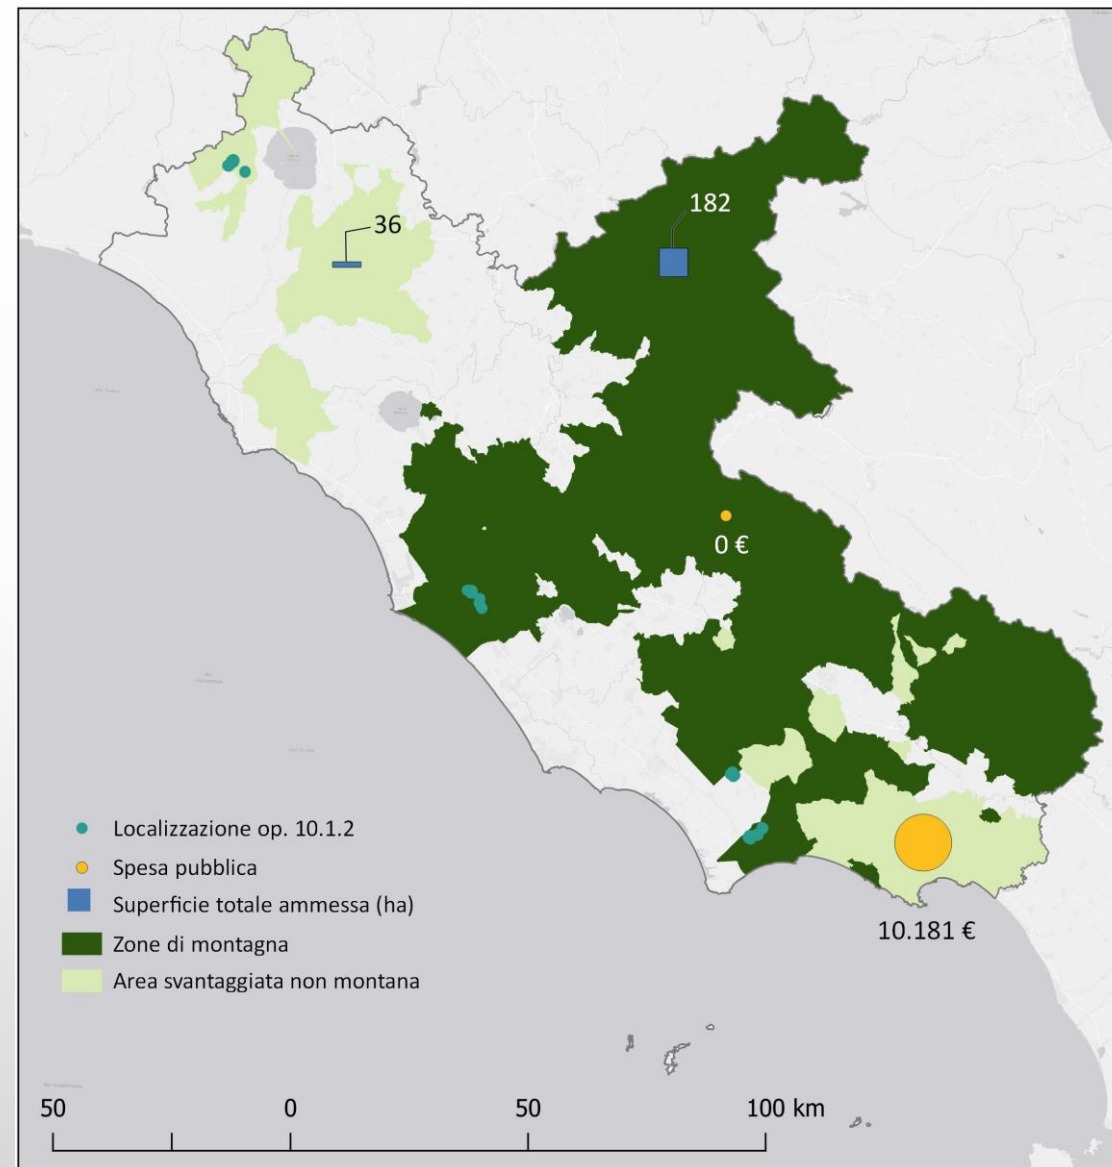 182
36
0 €
Localizzazione op. 10.1.2
Spesa pubblica
Superficie totale ammessa (ha)
Zone di montagna
Area svantaggiata non montana
10.181 €
50 0 50 100 km